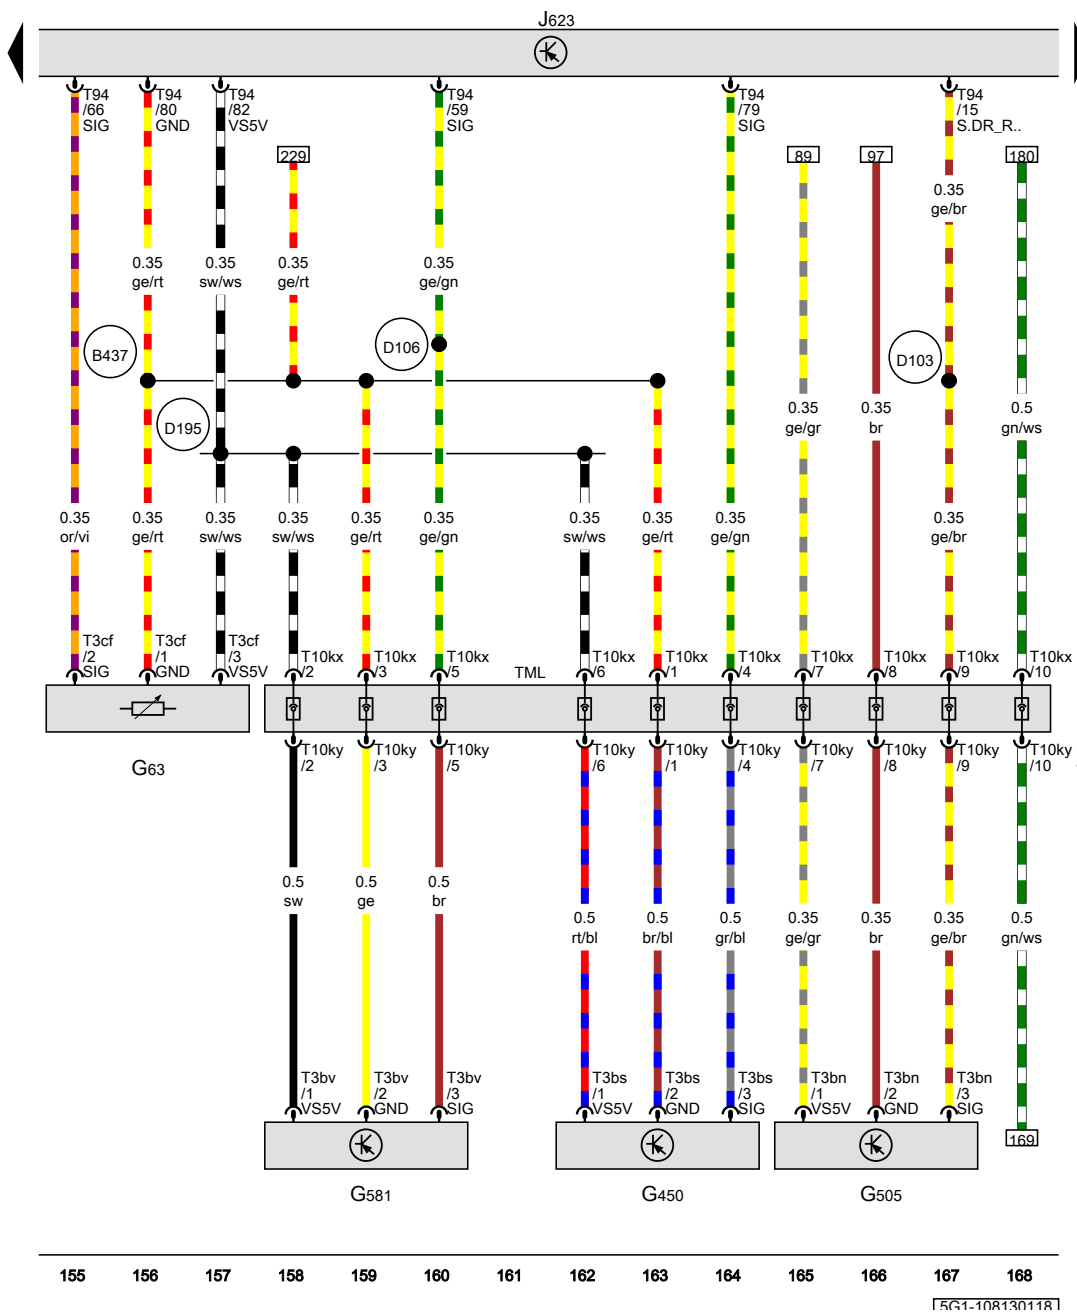 J623
T94 T94 T94 T94 T94 T94
/66 /80 /82 /59 /79 /15
SIG GND VS5V SIG SIG S.DR_R..
229 89 97 180
0.35
ge/br
0.35 0.35 0.35 0.35
ge/rt sw/ws ge/rt ge/gn
B437 D106 D103
D195
0.35 0.35 0.5
ge/gr br gn/ws
0.35 0.35 0.35 0.35 0.35 0.35 0.35 0.35 0.35 0.35
or/vi ge/rt sw/ws sw/ws ge/rt ge/gn sw/ws ge/rt ge/gn ge/br
T3cf T3cf T3cf
/2 /1 /3
SIG GND VS5V
T10kx T10kx T10kx TML T10kx T10kx T10kx T10kx T10kx T10kx T10kx
/2 /3 /5 /6 /1 /4 /7 /8 /9 /10
G63
T10ky T10ky T10ky T10ky T10ky T10ky T10ky T10ky T10ky T10ky
/2 /3 /5 /6 /1 /4 /7 /8 /9 /10
0.5 0.5 0.5
sw ge br
0.5 0.5 0.5 0.35 0.35 0.35 0.5
rt/bl br/bl gr/bl ge/gr br ge/br gn/ws
T3bv T3bv T3bv T3bs T3bs T3bs T3bn T3bn T3bn
/1 /2 /3 /1 /2 /3 /1 /2 /3
VS5V GND SIG VS5V GND SIG VS5V GND SIG
169
G581 G450 G505
155 156 157 158 159 160 161 162 163 164 165 166 167 168
5G1-108130118